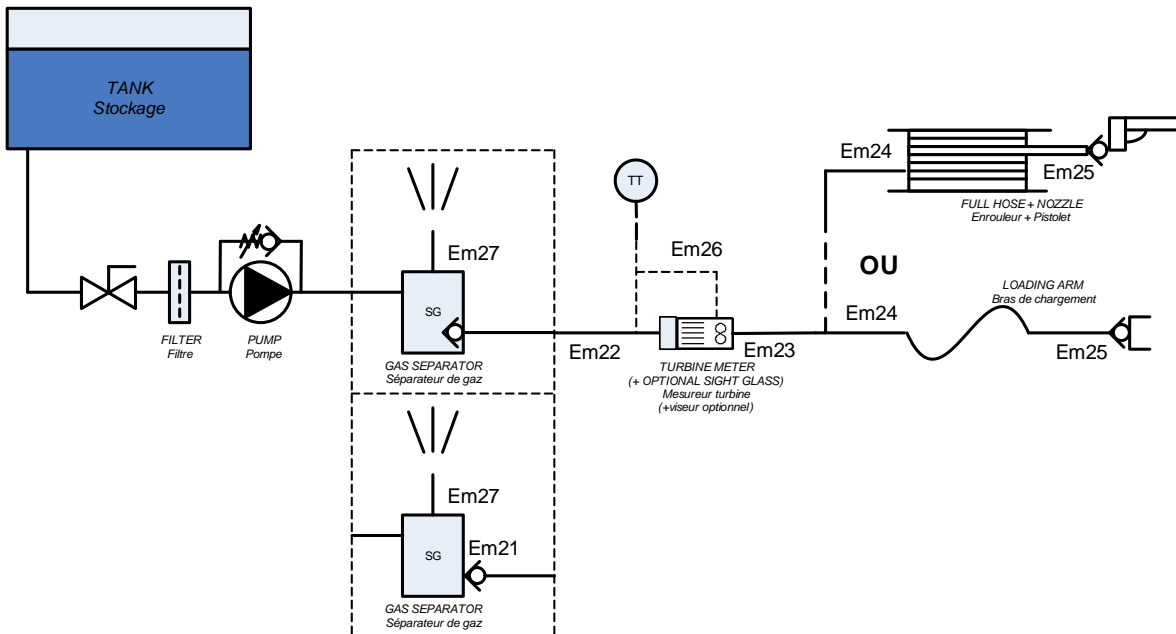 TANK
Stockage
FILTER
Filtre
PUMP
Pompe
Em27
SG
GAS SEPARATOR
Séparateur de gaz
Em27
SG
Em21
GAS SEPARATOR
Séparateur de gaz
TT
Em26
Em22
Em23
TURBINE METER
(+ OPTIONAL SIGHT GLASS)
Mesureur turbine
(+viseur optionnel)
Em24
Em25
FULL HOSE + NOZZLE
Enrouleur + Pistolet
OU
LOADING ARM
Bras de chargement
Em24
Em25